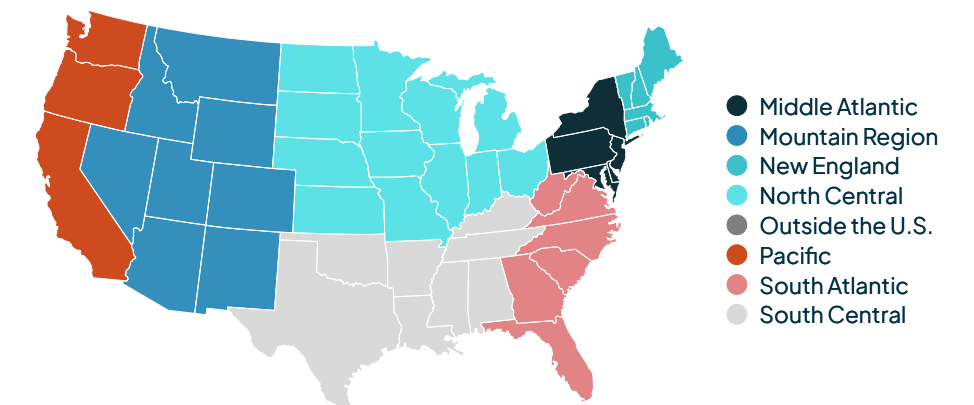 Middle Atlantic
Mountain Region
New England
North Central
Outside the U.S.
Pacific
South Atlantic
South Central